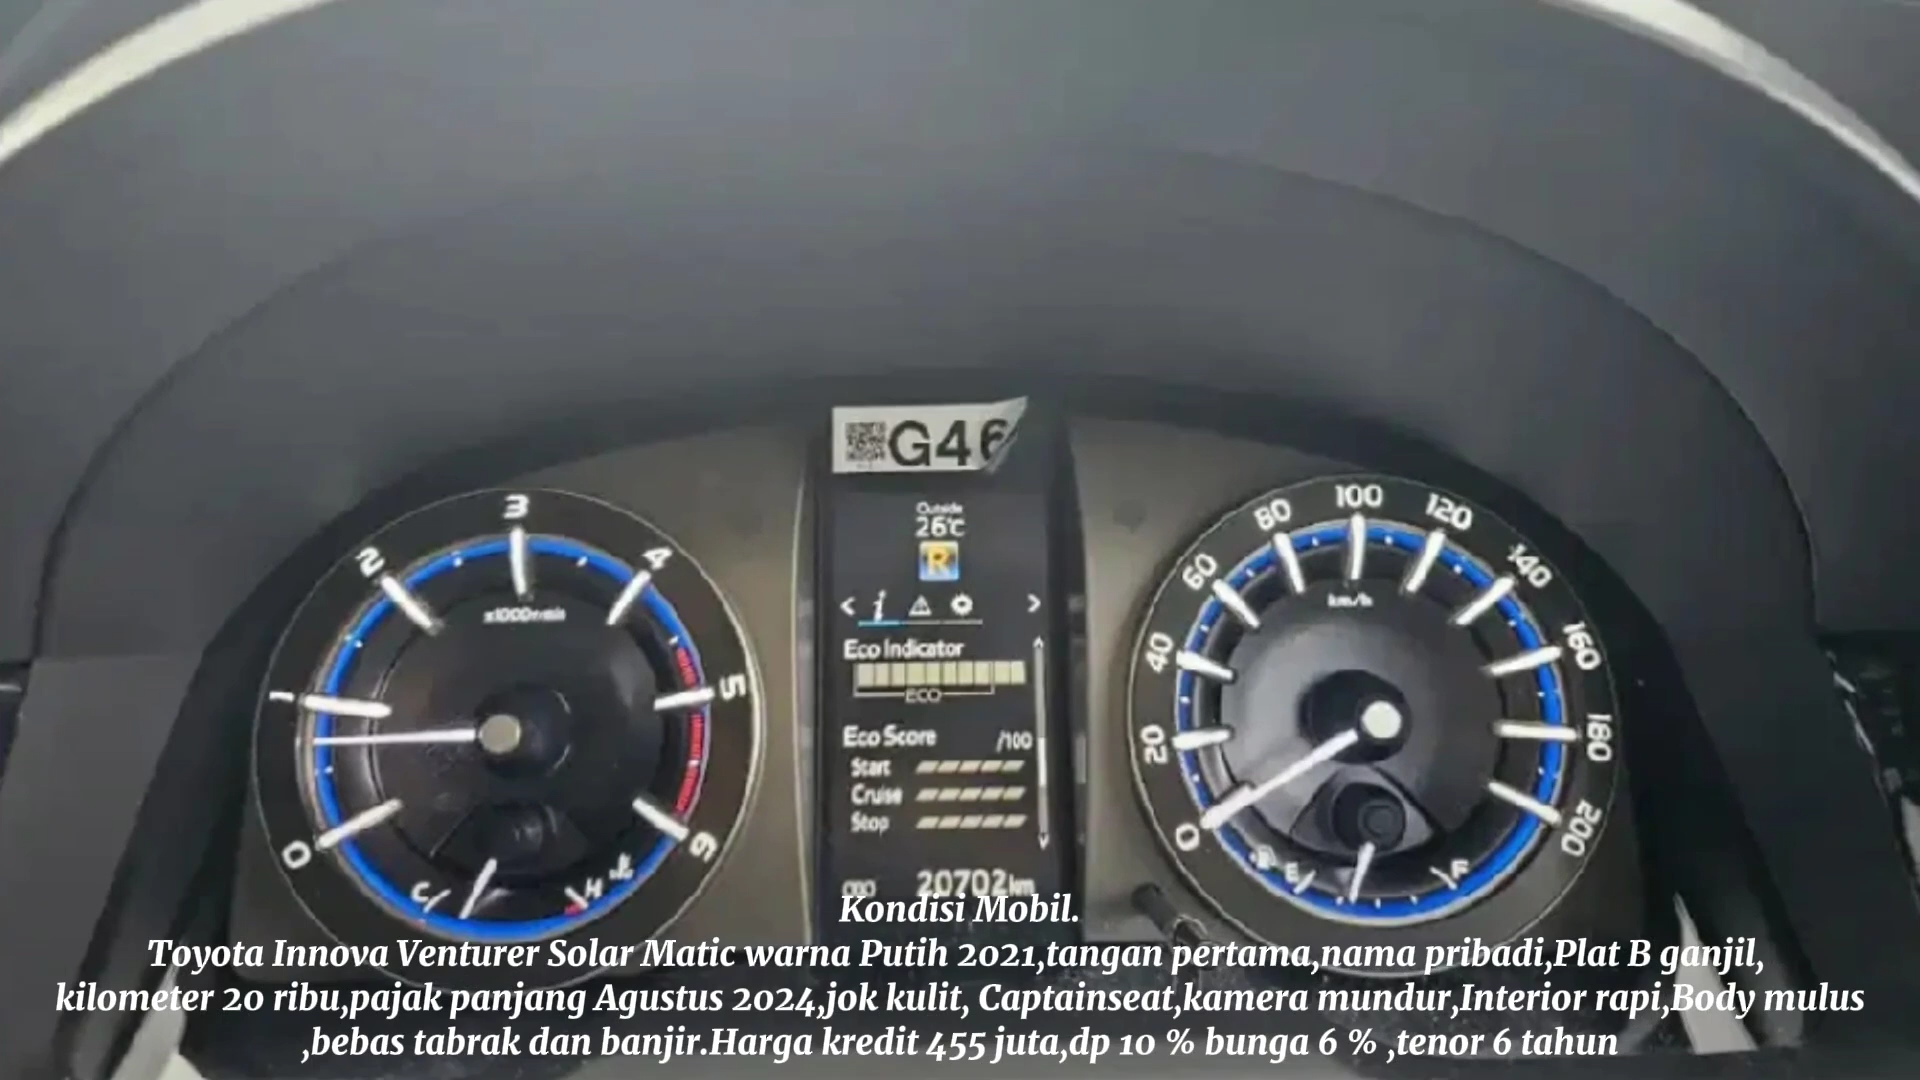 G46
Outside
26°C
R
< i >
Eco Indicator
ECO
Eco Score /100
Start
Cruise
Stop
ODO 20702 km
0
1
2
3
4
5
6
x1000r/min
C H
0
20
40
60
80
100
120
140
160
180
200
km/h
E F
Kondisi Mobil.
Toyota Innova Venturer Solar Matic warna Putih 2021,tangan pertama,nama pribadi,Plat B ganjil,
kilometer 20 ribu,pajak panjang Agustus 2024,jok kulit, Captainseat,kamera mundur,Interior rapi,Body mulus
,bebas tabrak dan banjir.Harga kredit 455 juta,dp 10 % bunga 6 % ,tenor 6 tahun